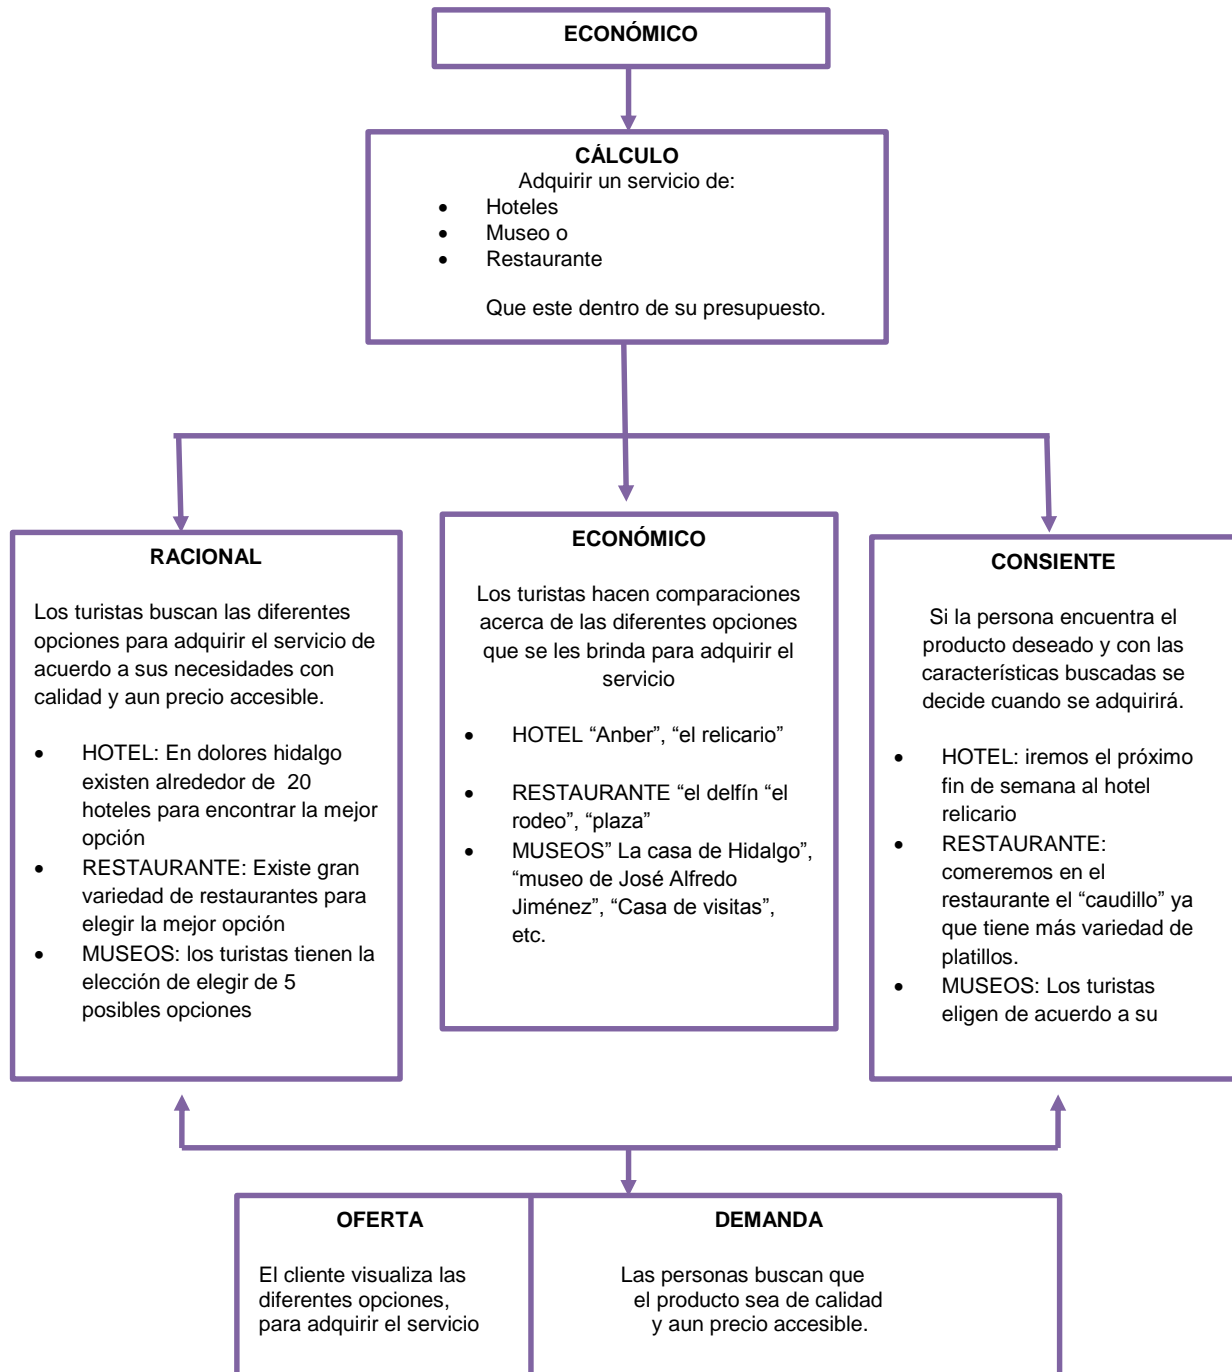 ECONÓMICO
CÁLCULO
Adquirir un servicio de:
• Hoteles
• Museo o
• Restaurante
Que este dentro de su presupuesto.
RACIONAL
Los turistas buscan las diferentes
opciones para adquirir el servicio de
acuerdo a sus necesidades con
calidad y aun precio accesible.
• HOTEL: En dolores hidalgo
existen alrededor de 20
hoteles para encontrar la mejor
opción
• RESTAURANTE: Existe gran
variedad de restaurantes para
elegir la mejor opción
• MUSEOS: los turistas tienen la
elección de elegir de 5
posibles opciones
ECONÓMICO
Los turistas hacen comparaciones
acerca de las diferentes opciones
que se les brinda para adquirir el
servicio
• HOTEL “Anber”, “el relicario”
• RESTAURANTE “el delfín “el
rodeo”, “plaza”
• MUSEOS” La casa de Hidalgo”,
“museo de José Alfredo
Jiménez”, “Casa de visitas”,
etc.
CONSIENTE
Si la persona encuentra el
producto deseado y con las
características buscadas se
decide cuando se adquirirá.
• HOTEL: iremos el próximo
fin de semana al hotel
relicario
• RESTAURANTE:
comeremos en el
restaurante el “caudillo” ya
que tiene más variedad de
platillos.
• MUSEOS: Los turistas
eligen de acuerdo a su
OFERTA
El cliente visualiza las
diferentes opciones,
para adquirir el servicio
DEMANDA
Las personas buscan que
el producto sea de calidad
y aun precio accesible.